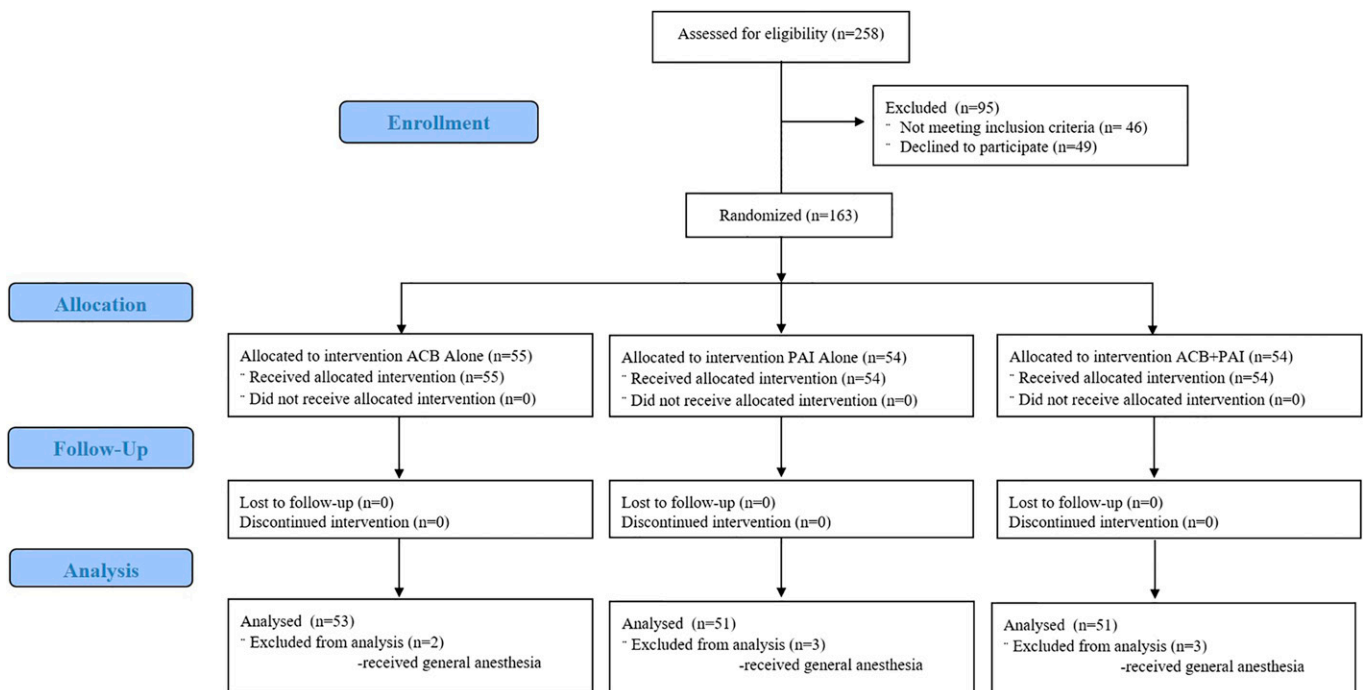 Assessed for eligibility (n=258)
Enrollment
Excluded (n=95)
¨ Not meeting inclusion criteria (n= 46)
¨ Declined to participate (n=49)
Randomized (n=163)
Allocation
Allocated to intervention ACB Alone (n=55)
¨ Received allocated intervention (n=55)
¨ Did not receive allocated intervention (n=0)
Allocated to intervention PAI Alone (n=54)
¨ Received allocated intervention (n=54)
¨ Did not receive allocated intervention (n=0)
Allocated to intervention ACB+PAI (n=54)
¨ Received allocated intervention (n=54)
¨ Did not receive allocated intervention (n=0)
Follow-Up
Lost to follow-up (n=0)
Discontinued intervention (n=0)
Lost to follow-up (n=0)
Discontinued intervention (n=0)
Lost to follow-up (n=0)
Discontinued intervention (n=0)
Analysis
Analysed (n=53)
¨ Excluded from analysis (n=2)
-received general anesthesia
Analysed (n=51)
¨ Excluded from analysis (n=3)
-received general anesthesia
Analysed (n=51)
¨ Excluded from analysis (n=3)
-received general anesthesia